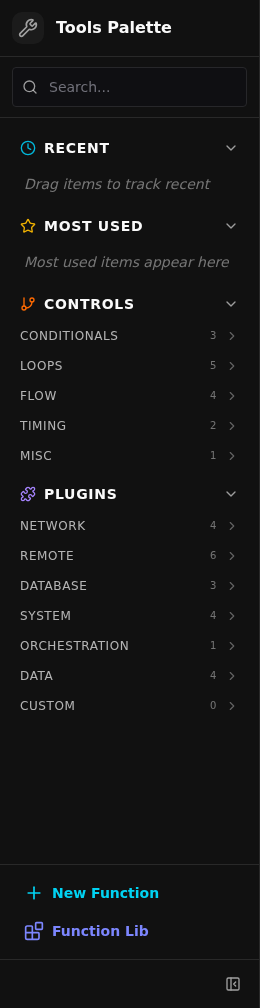 Tools Palette
Search...
RECENT
Drag items to track recent
MOST USED
Most used items appear here
CONTROLS
CONDITIONALS 3
LOOPS 5
FLOW 4
TIMING 2
MISC 1
PLUGINS
NETWORK 4
REMOTE 6
DATABASE 3
SYSTEM 4
ORCHESTRATION 1
DATA 4
CUSTOM 0
New Function
Function Lib